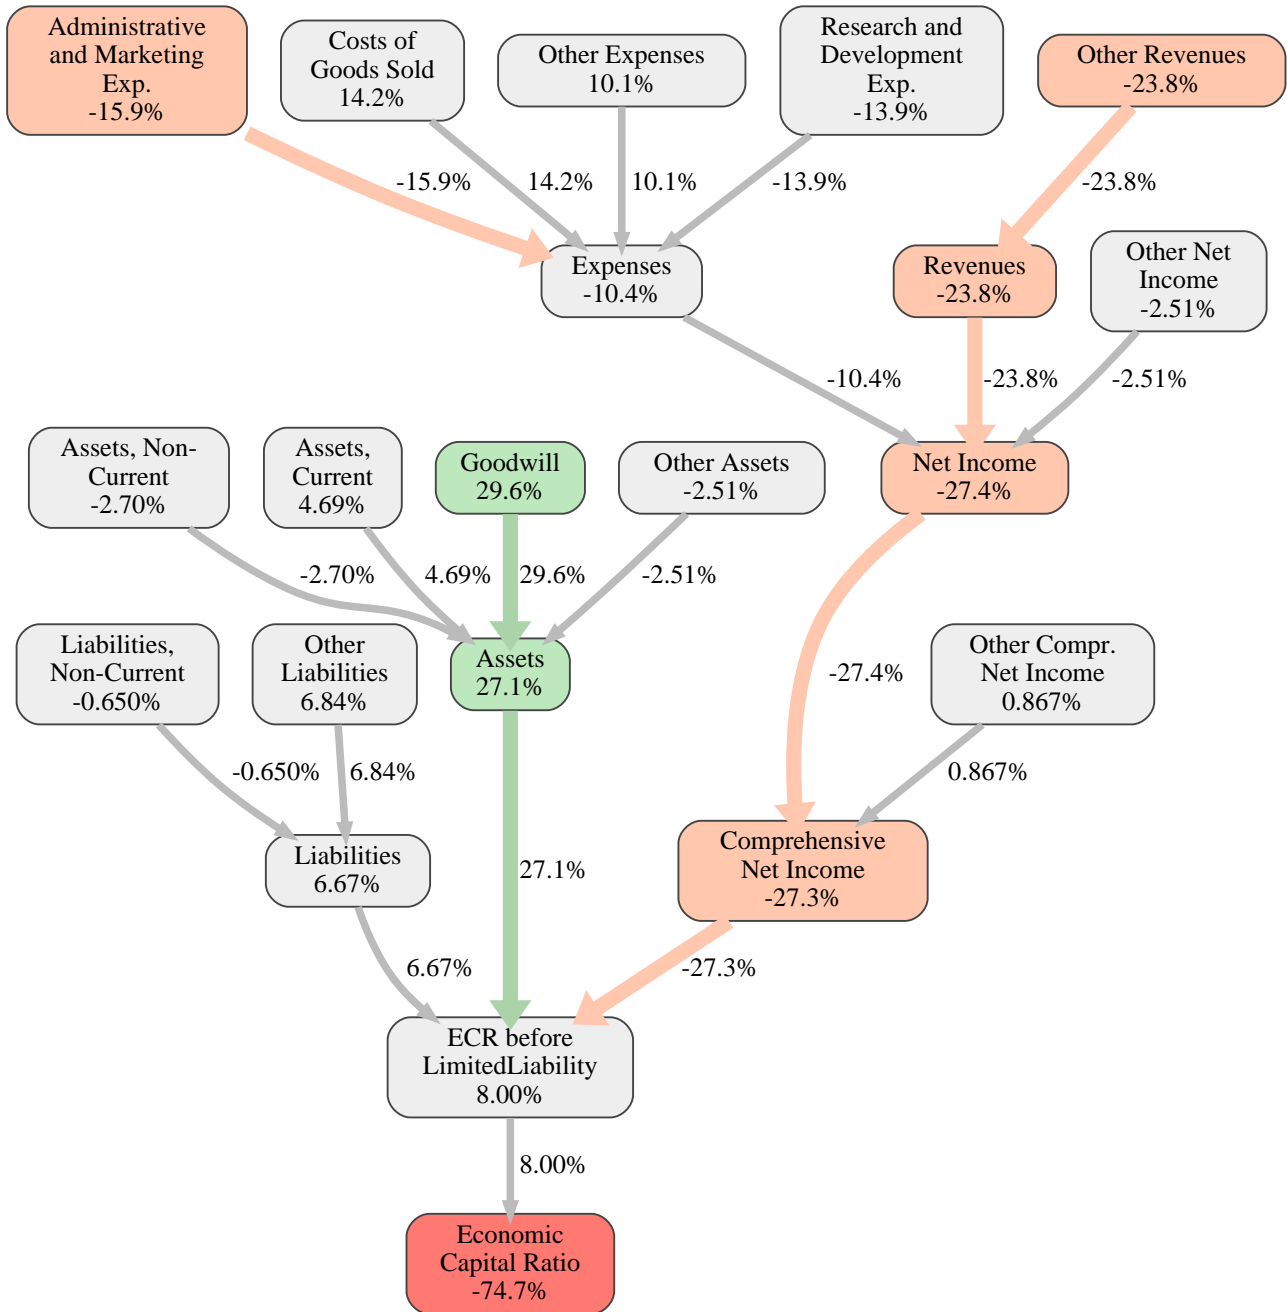 Administrative
and Marketing
Exp.
-15.9%
Costs of
Goods Sold
14.2%
Other Expenses
10.1%
Research and
Development
Exp.
-13.9%
Other Revenues
-23.8%
-15.9%
14.2%
10.1%
-13.9%
-23.8%
Expenses
-10.4%
Revenues
-23.8%
Other Net
Income
-2.51%
-10.4%
-23.8%
-2.51%
Assets, Non-
Current
-2.70%
Assets,
Current
4.69%
Goodwill
29.6%
Other Assets
-2.51%
Net Income
-27.4%
-2.70%
4.69%
29.6%
-2.51%
Liabilities,
Non-Current
-0.650%
Other
Liabilities
6.84%
Assets
27.1%
-27.4%
Other Compr.
Net Income
0.867%
-0.650%
6.84%
0.867%
Liabilities
6.67%
27.1%
Comprehensive
Net Income
-27.3%
6.67%
-27.3%
ECR before
LimitedLiability
8.00%
8.00%
Economic
Capital Ratio
-74.7%